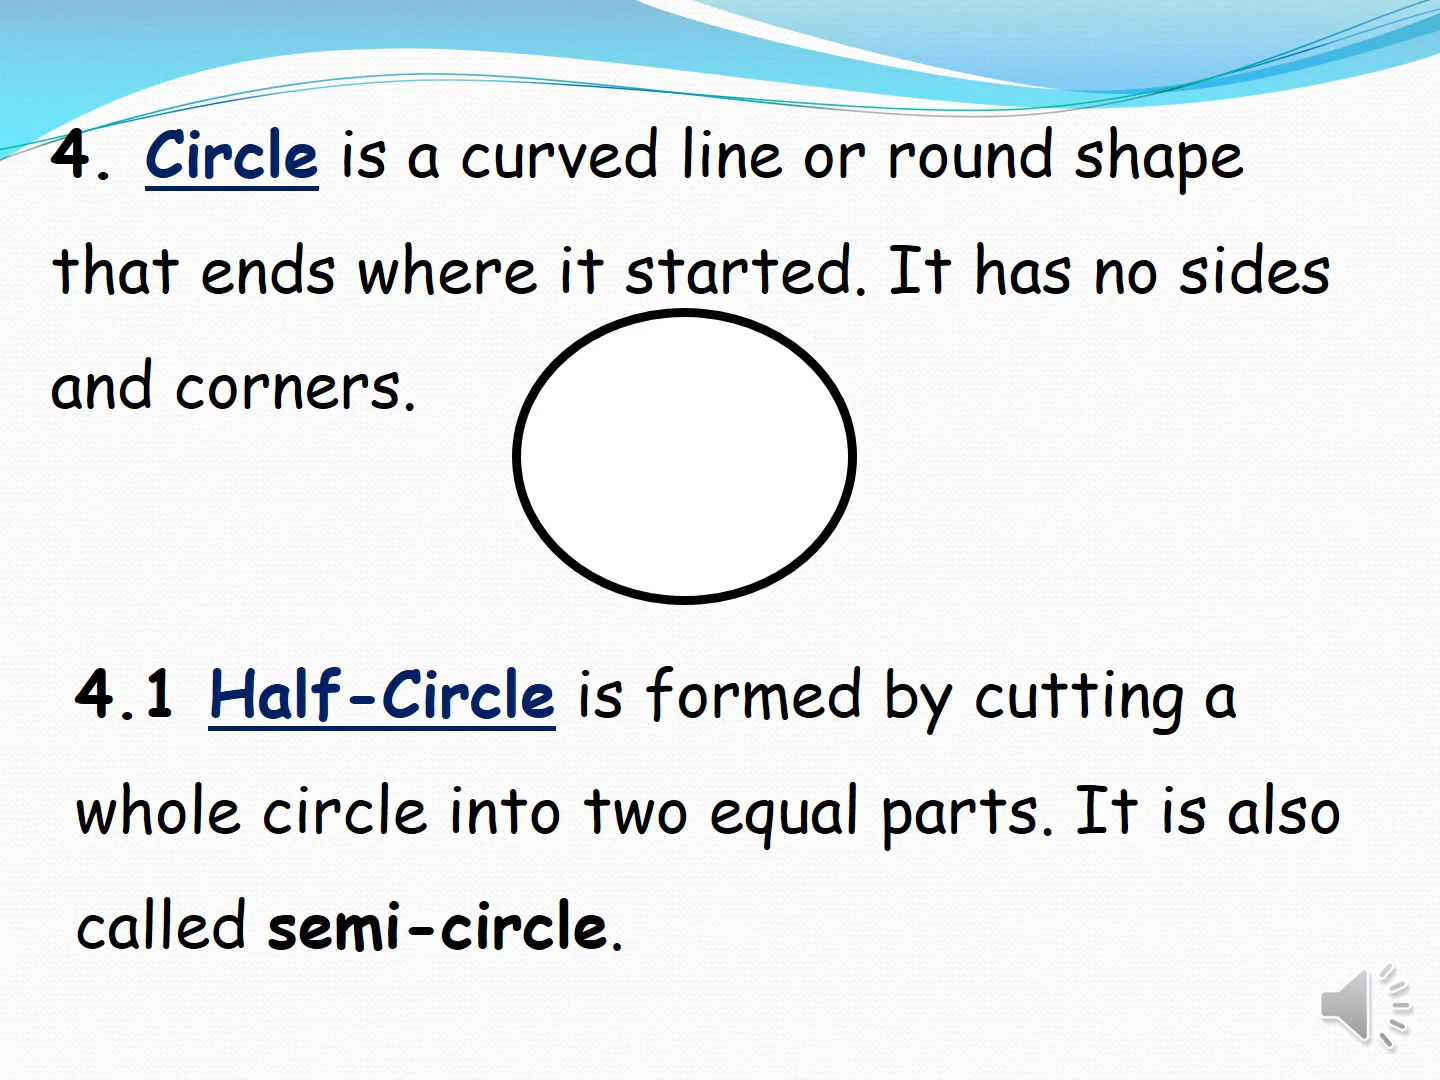 4. Circle is a curved line or round shape
that ends where it started. It has no sides
and corners.
4.1 Half-Circle is formed by cutting a
whole circle into two equal parts. It is also
called semi-circle.